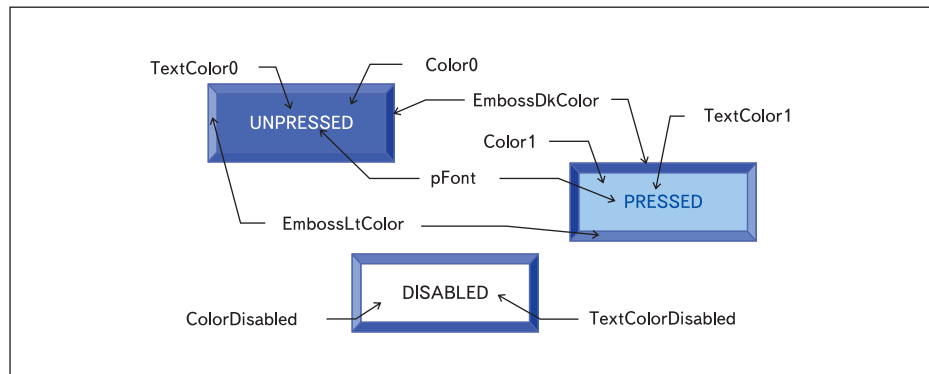 TextColor0
Color0
UNPRESSED
EmbossDkColor
TextColor1
Color1
pFont
PRESSED
EmbossLtColor
DISABLED
ColorDisabled
TextColorDisabled